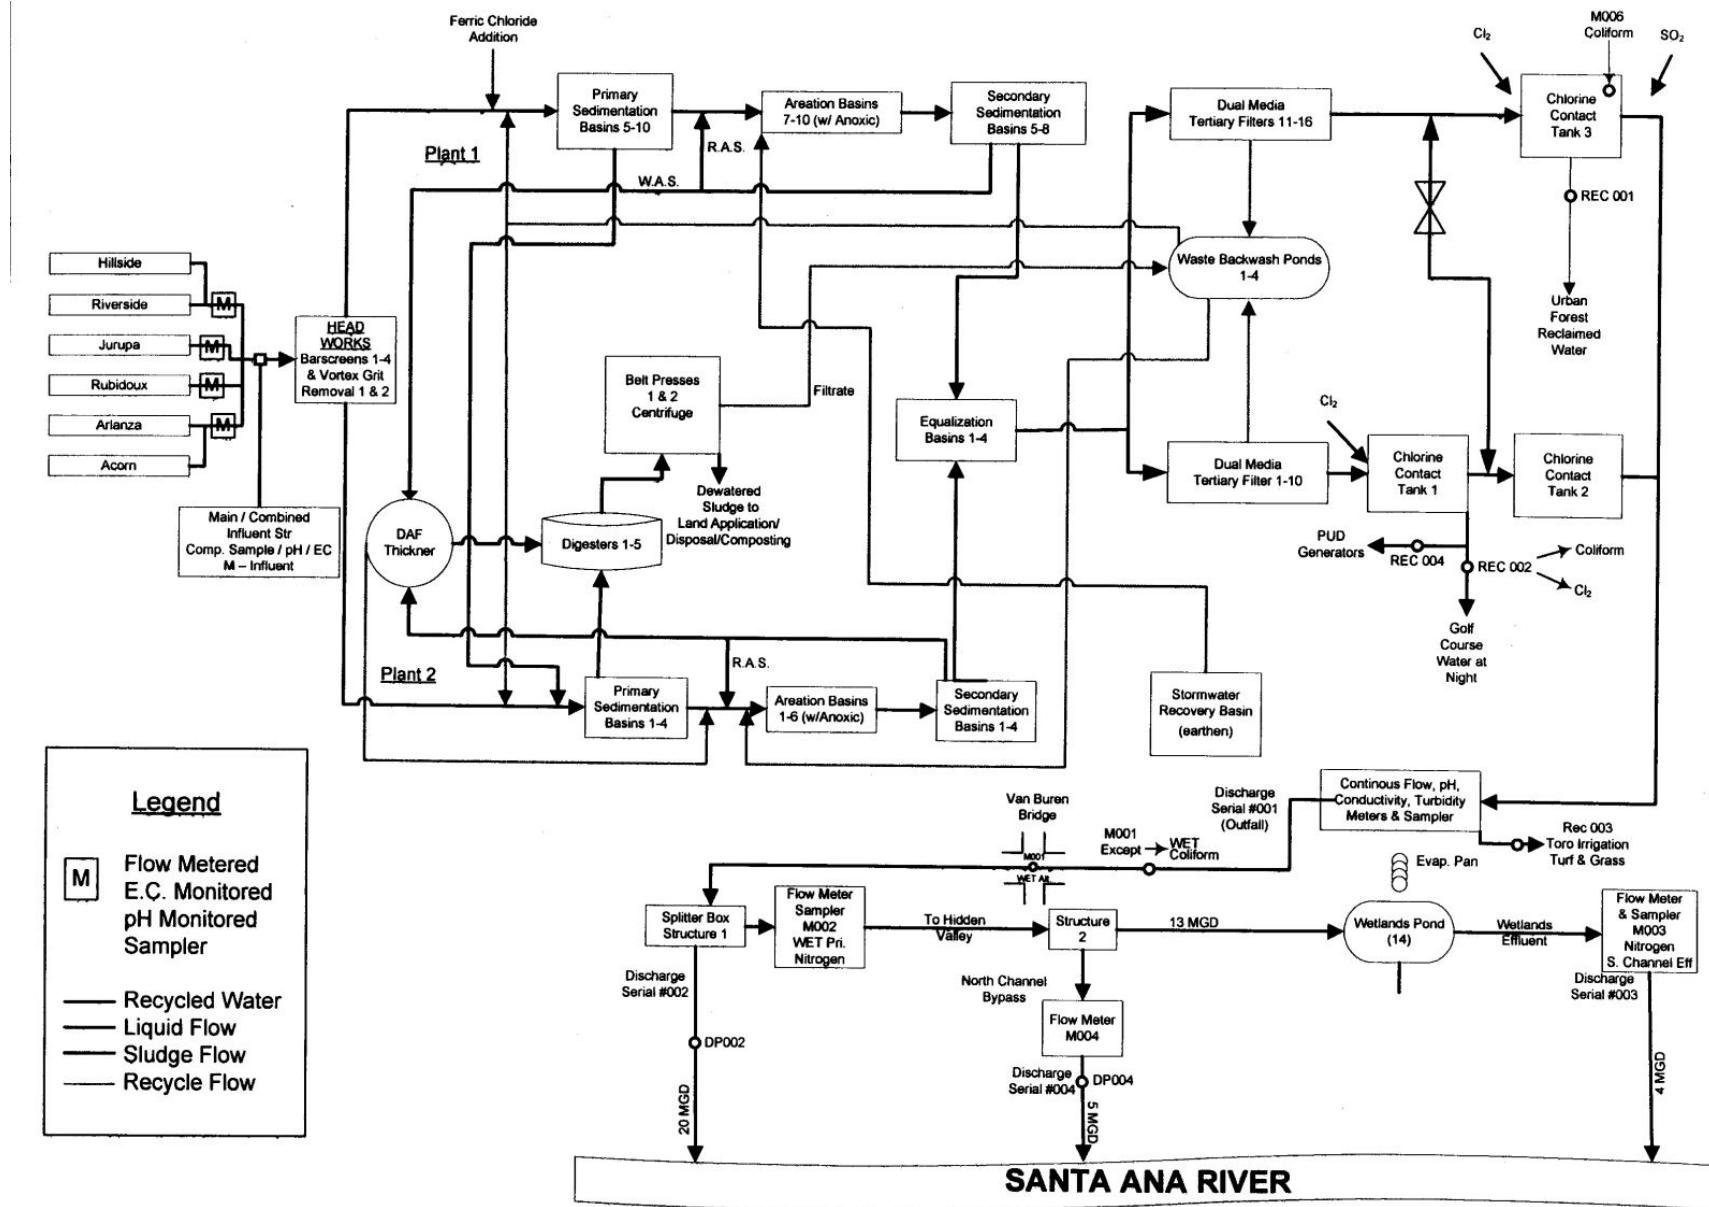 Ferric Chloride
Addition
M006
Coliform
Cl₂
SO₂
Primary
Sedimentation
Basins 5-10
Areation Basins
7-10 (w/ Anoxic)
Secondary
Sedimentation
Basins 5-8
Dual Media
Tertiary Filters 11-16
Chlorine
Contact
Tank 3
Plant 1
R.A.S.
W.A.S.
REC 001
Hillside
Riverside
M
Jurupa
M
Rubidoux
M
Arlanza
M
Acorn
HEAD
WORKS
Barscreens 1-4
& Vortex Grit
Removal 1 & 2
Waste Backwash Ponds
1-4
Urban
Forest
Reclaimed
Water
Belt Presses
1 & 2
Centrifuge
Filtrate
Equalization
Basins 1-4
Cl₂
Dual Media
Tertiary Filter 1-10
Chlorine
Contact
Tank 1
Chlorine
Contact
Tank 2
Main / Combined
Influent Str
Comp. Sample / pH / EC
M – Influent
DAF
Thickner
Digesters 1-5
Dewatered
Sludge to
Land Application/
Disposal/Composting
PUD
Generators
REC 004
REC 002
Coliform
Cl₂
Golf
Course
Water at
Night
Plant 2
R.A.S.
Primary
Sedimentation
Basins 1-4
Areation Basins
1-6 (w/Anoxic)
Secondary
Sedimentation
Basins 1-4
Stormwater
Recovery Basin
(earthen)
Legend
M
Flow Metered
E.C. Monitored
pH Monitored
Sampler
Recycled Water
Liquid Flow
Sludge Flow
Recycle Flow
Continous Flow, pH,
Conductivity, Turbidity
Meters & Sampler
Discharge
Serial #001
(Outfall)
Rec 003
Toro Irrigation
Turf & Grass
Van Buren
Bridge
M001
WET Alt.
M001
Except
WET
Coliform
Evap. Pan
Splitter Box
Structure 1
Flow Meter
Sampler
M002
WET Pri.
Nitrogen
To Hidden
Valley
Structure
2
13 MGD
Wetlands Pond
(14)
Wetlands
Effluent
Flow Meter
& Sampler
M003
Nitrogen
S. Channel Eff
Discharge
Serial #002
North Channel
Bypass
Discharge
Serial #003
DP002
Flow Meter
M004
Discharge
Serial #004
DP004
20 MGD
5 MGD
4 MGD
SANTA ANA RIVER